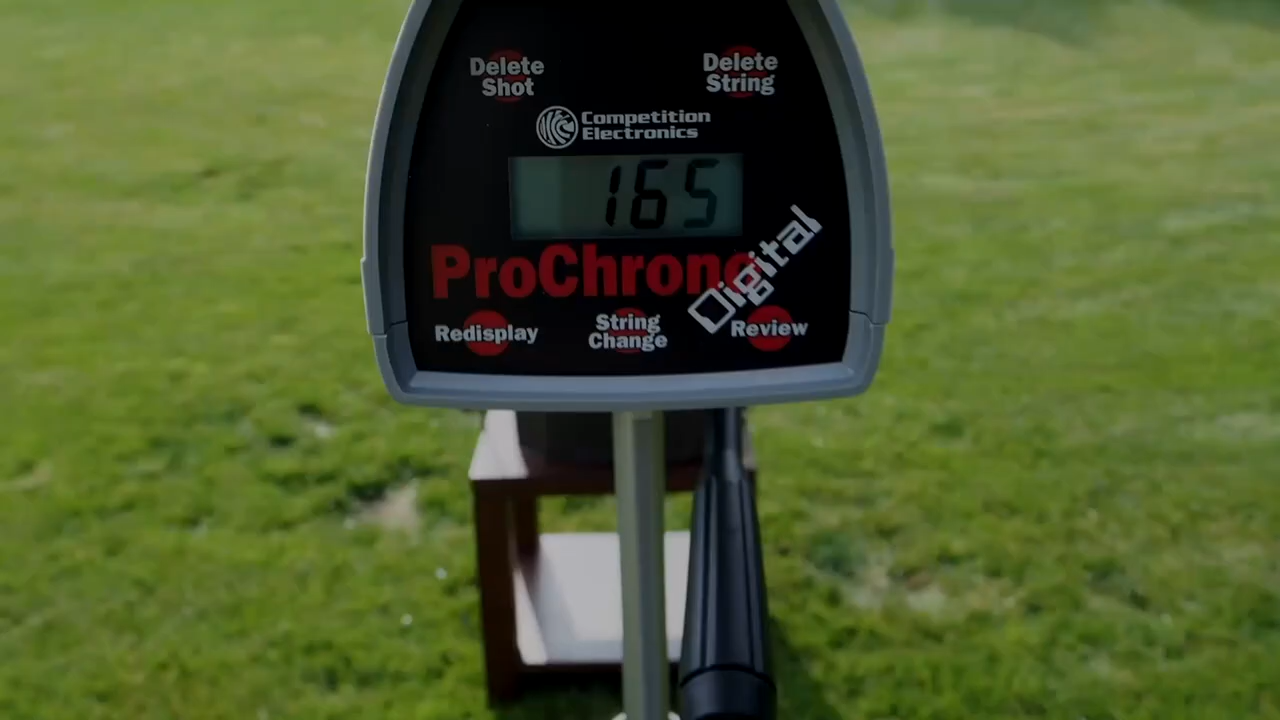 Delete
Shot
Delete
String
Competition
Electronics
165
ProChrono
Digital
Redisplay
String
Change
Review